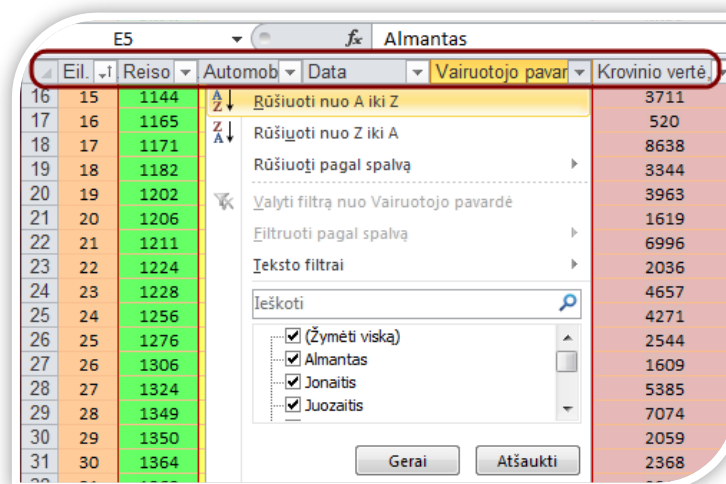 E5 fx Almantas
Eil. Reiso Automob Data Vairuotojo pavar Krovinio vertė,
16 15 1144 Rūšiuoti nuo A iki Z 3711
17 16 1165 Rūšiuoti nuo Z iki A 520
18 17 1171 8638
19 18 1182 Rūšiuoti pagal spalvą 3344
20 19 1202 Valyti filtrą nuo Vairuotojo pavardė 3963
21 20 1206 1619
22 21 1211 Filtruoti pagal spalvą 6996
23 22 1224 Teksto filtrai 2036
24 23 1228 4657
25 24 1256 Ieškoti 4271
26 25 1276 (Žymėti viską) 2544
27 26 1306 Almantas 1609
28 27 1324 Jonaitis 5385
29 28 1349 Juozaitis 7074
30 29 1350 2059
31 30 1364 Gerai Atšaukti 2368